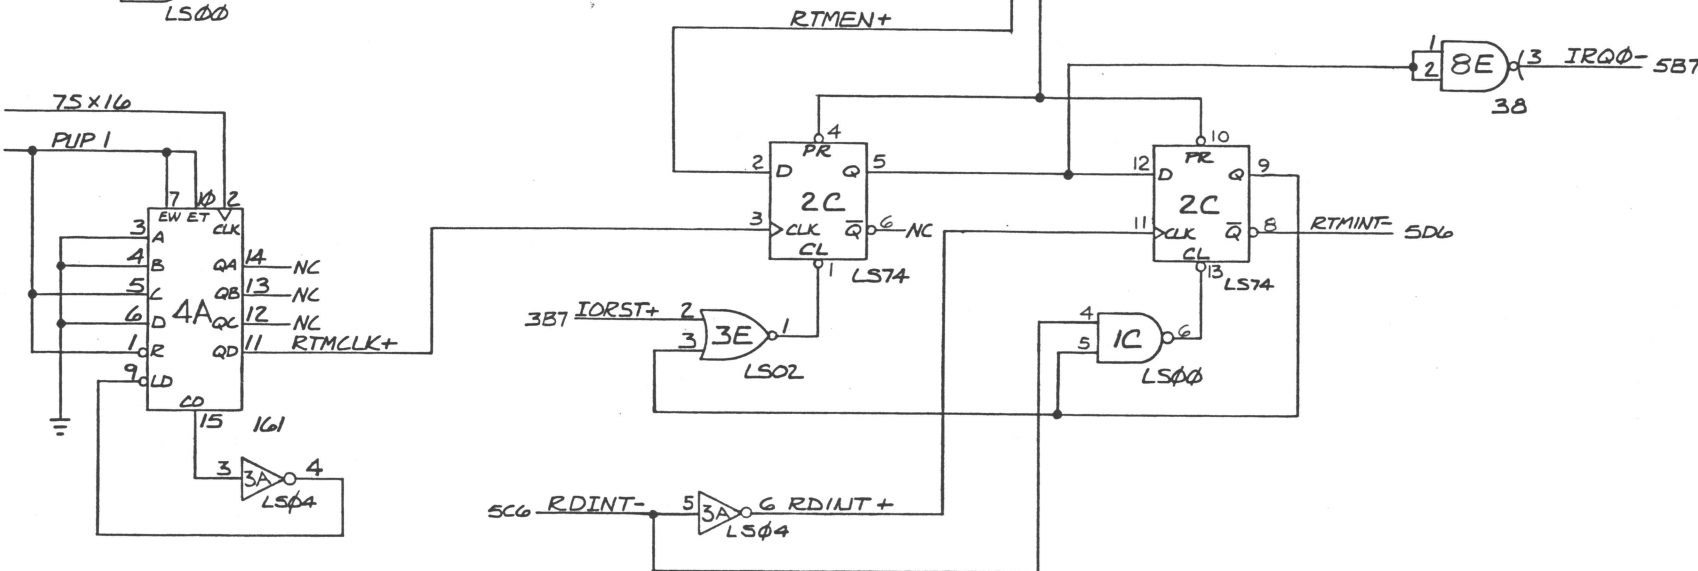 LSØØ
RTMEN+
1
2
8E
3
IRQØ-
5B7
38
75X16
PUP 1
7
1Ø
2
EW
ET
CLK
3
A
4
B
5
C
6
D
1
R
9
LD
4A
QA
14
NC
QB
13
NC
QC
12
NC
QD
11
RTMCLK+
CO
15
161
3
3A
4
LSØ4
4
PR
2
D
Q
5
2C
3
CLK
Q
6
NC
CL
1
LS74
10
PR
12
D
Q
9
2C
11
CLK
Q
8
RTMINT-
5D6
CL
13
LS74
3B7
IORST+
2
3
3E
1
LSO2
4
5
1C
6
LSØØ
5C6
RDINT-
5
3A
6
RDINT+
LSØ4